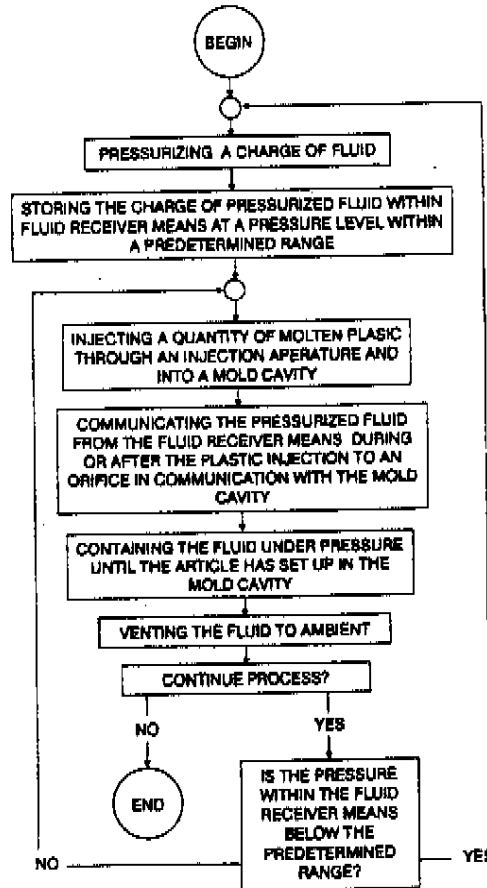 BEGIN
PRESSURIZING A CHARGE OF FLUID
STORING THE CHARGE OF PRESSURIZED FLUID WITHIN
FLUID RECEIVER MEANS AT A PRESSURE LEVEL WITHIN
A PREDETERMINED RANGE
INJECTING A QUANTITY OF MOLTEN PLASIC
THROUGH AN INJECTION APERATURE AND
INTO A MOLD CAVITY
COMMUNICATING THE PRESSURIZED FLUID
FROM THE FLUID RECEIVER MEANS DURING
OR AFTER THE PLASTIC INJECTION TO AN
ORIFICE IN COMMUNICATION WITH THE MOLD
CAVITY
CONTAINING THE FLUID UNDER PRESSURE
UNTIL THE ARTICLE HAS SET UP IN THE
MOLD CAVITY
VENTING THE FLUID TO AMBIENT
CONTINUE PROCESS?
NO
YES
END
IS THE PRESSURE
WITHIN THE FLUID
RECEIVER MEANS
BELOW THE
PREDETERMINED
RANGE?
NO
YES